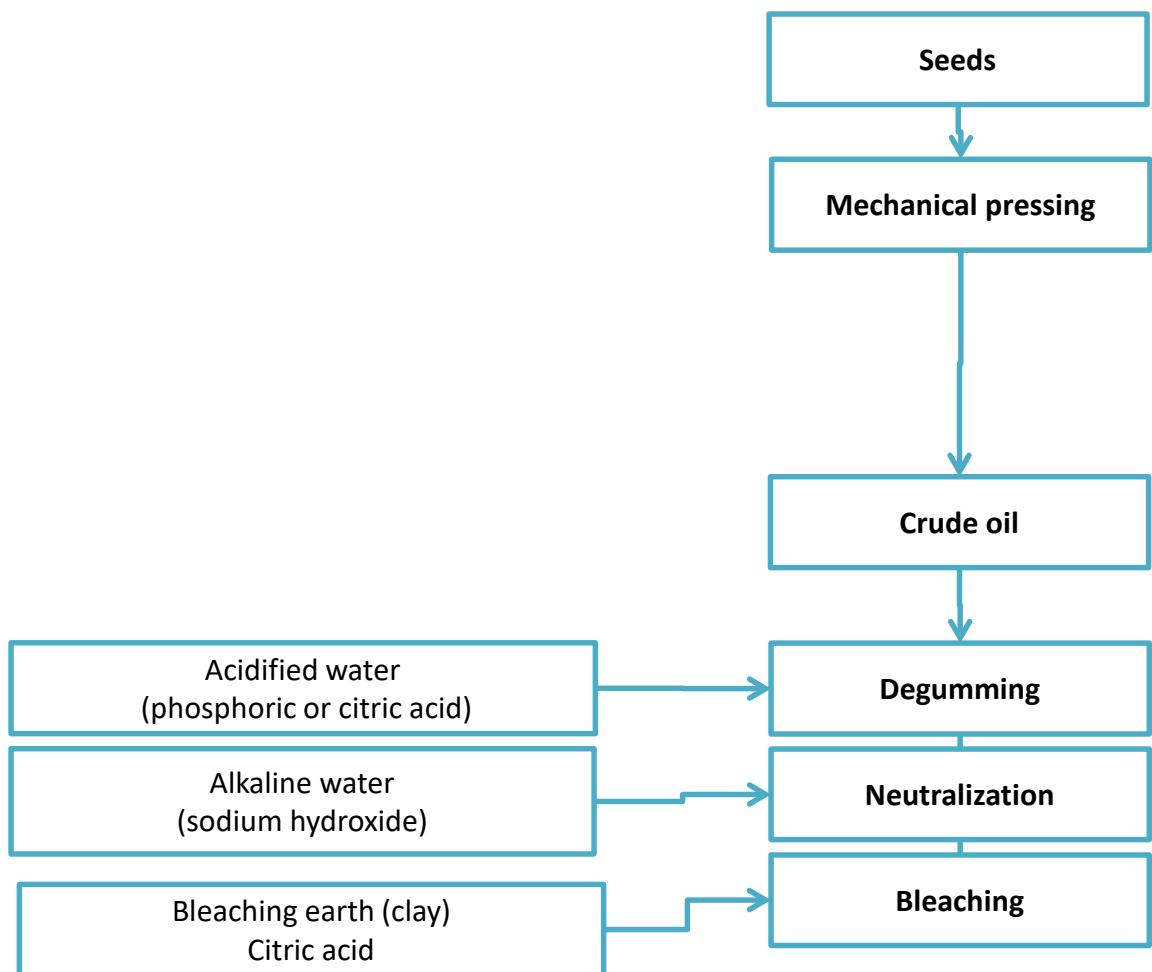 Seeds
Mechanical pressing
Crude oil
Acidified water
(phosphoric or citric acid)
Degumming
Alkaline water
(sodium hydroxide)
Neutralization
Bleaching earth (clay)
Citric acid
Bleaching